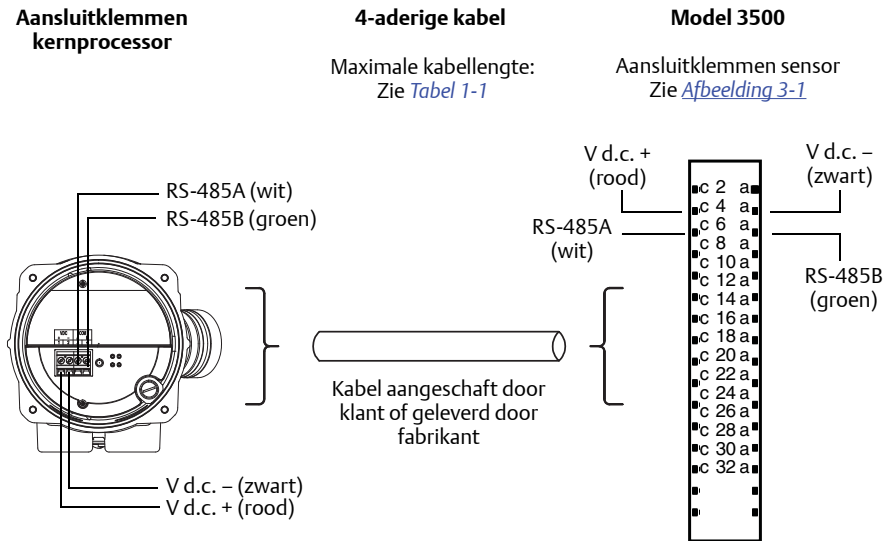 Aansluitklemmen
kernprocessor
4-aderige kabel
Maximale kabellengte:
Zie Tabel 1-1
Model 3500
Aansluitklemmen sensor
Zie Afbeelding 3-1
RS-485A (wit)
RS-485B (groen)
V d.c. – (zwart)
V d.c. + (rood)
Kabel aangeschaft door
klant of geleverd door
fabrikant
V d.c. +
(rood)
RS-485A
(wit)
V d.c. –
(zwart)
RS-485B
(groen)
c 2 a
c 4 a
c 6 a
c 8 a
c 10 a
c 12 a
c 14 a
c 16 a
c 18 a
c 20 a
c 22 a
c 24 a
c 26 a
c 28 a
c 30 a
c 32 a